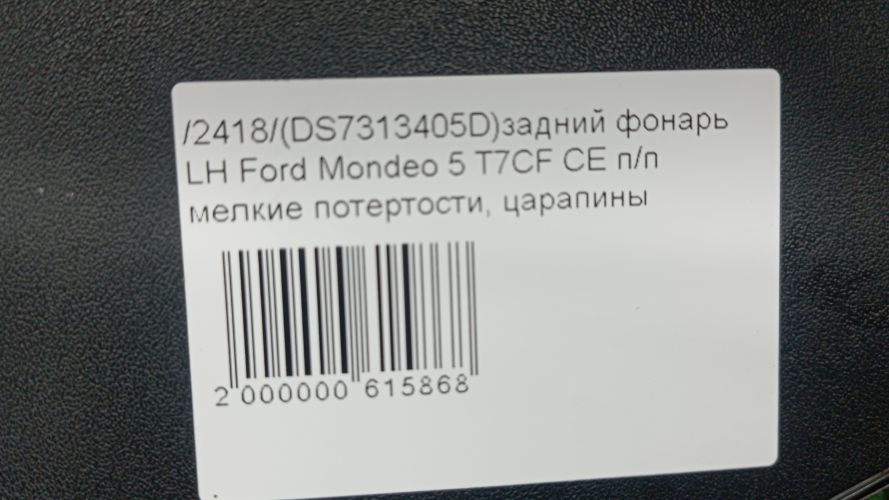 /2418/(DS7313405D)задний фонарь
LH Ford Mondeo 5 T7CF CE п/п
мелкие потертости, царапины
2 000000 615868